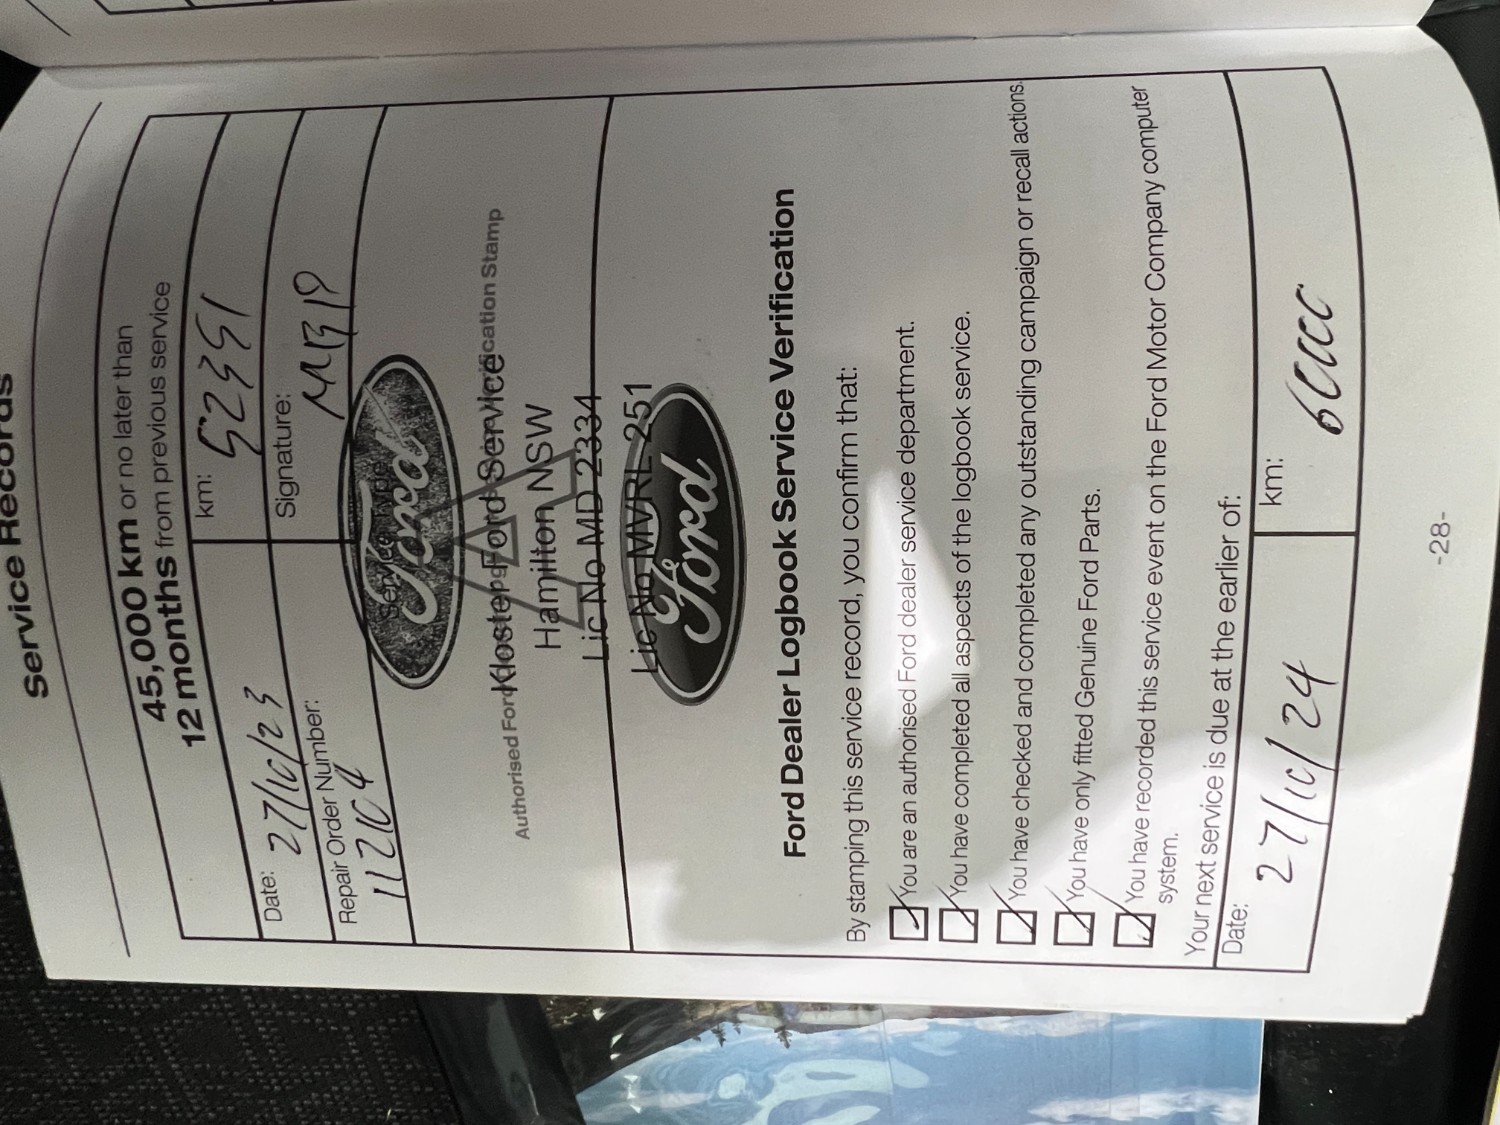 Service Records
45,000 km or no later than
12 months from previous service
Date: 27/10/23
km: 52351
Repair Order Number:
112104
Signature:
Service Type:
Ford
Authorised Ford
ication Stamp
Kloster Ford Service
Hamilton NSW
Lic No MD 2334
Lic No MVRL 251
Ford
Ford Dealer Logbook Service Verification
By stamping this service record, you confirm that:
You are an authorised Ford dealer service department.
You have completed all aspects of the logbook service.
You have checked and completed any outstanding campaign or recall actions.
You have only fitted Genuine Ford Parts.
You have recorded this service event on the Ford Motor Company computer
system.
Your next service is due at the earlier of:
Date: 27/10/24
km: 60000
-28-